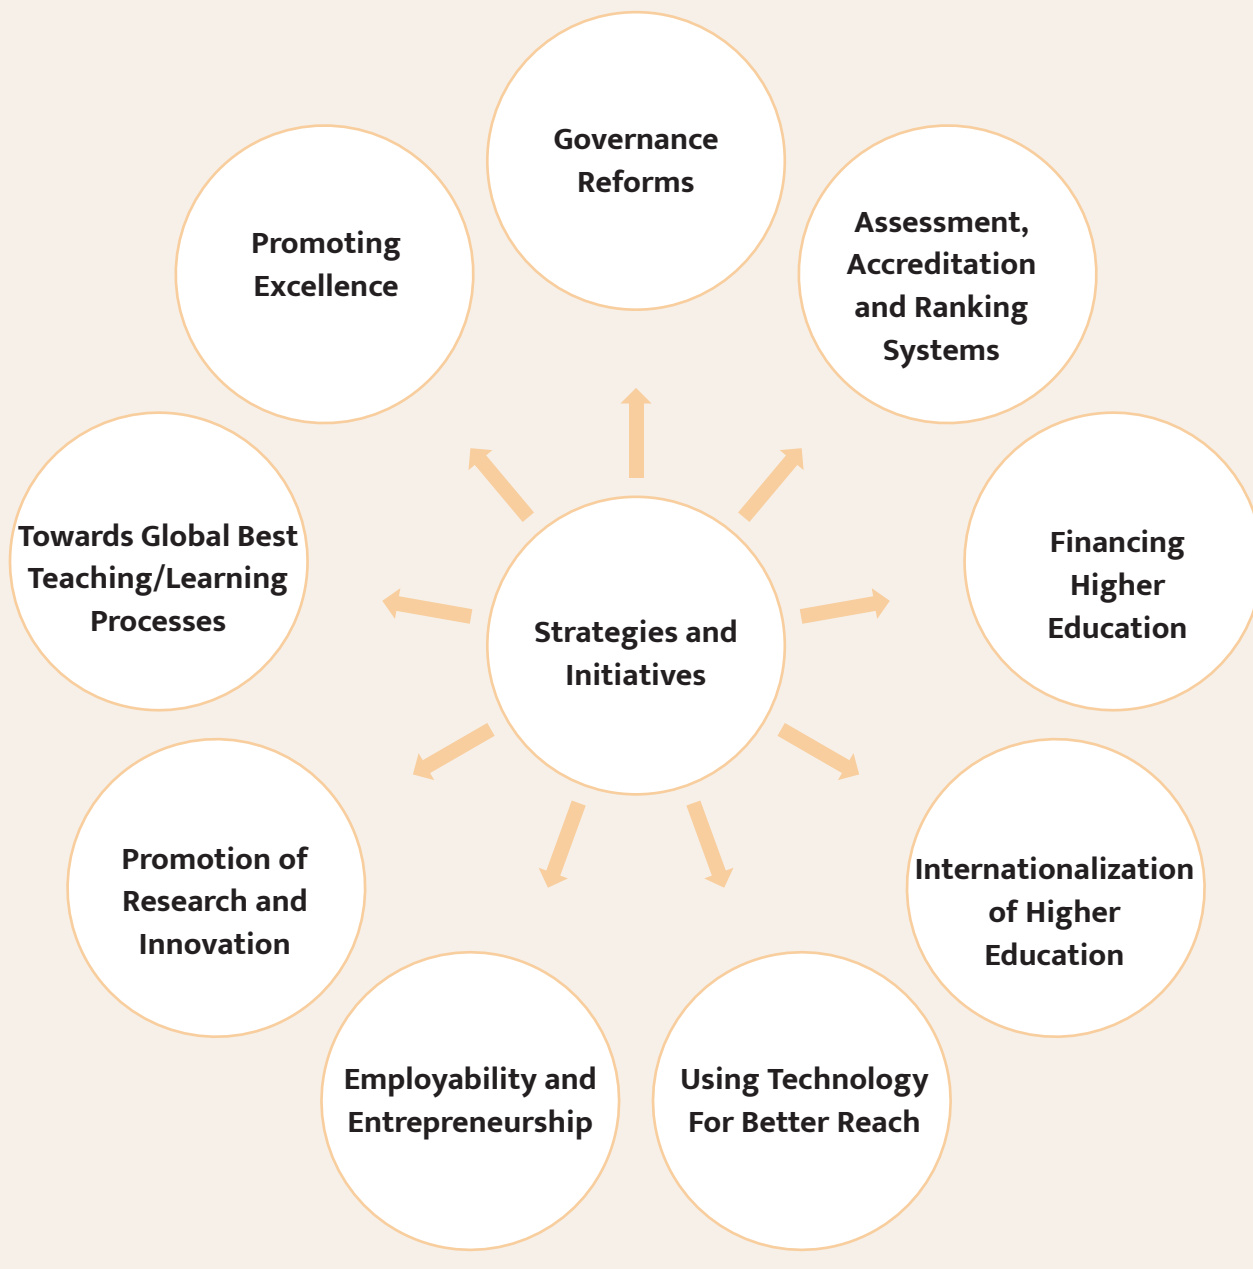 Governance
Reforms
Assessment,
Accreditation
and Ranking
Systems
Financing
Higher
Education
Internationalization
of Higher
Education
Using Technology
For Better Reach
Employability and
Entrepreneurship
Promotion of
Research and
Innovation
Towards Global Best
Teaching/Learning
Processes
Promoting
Excellence
Strategies and
Initiatives